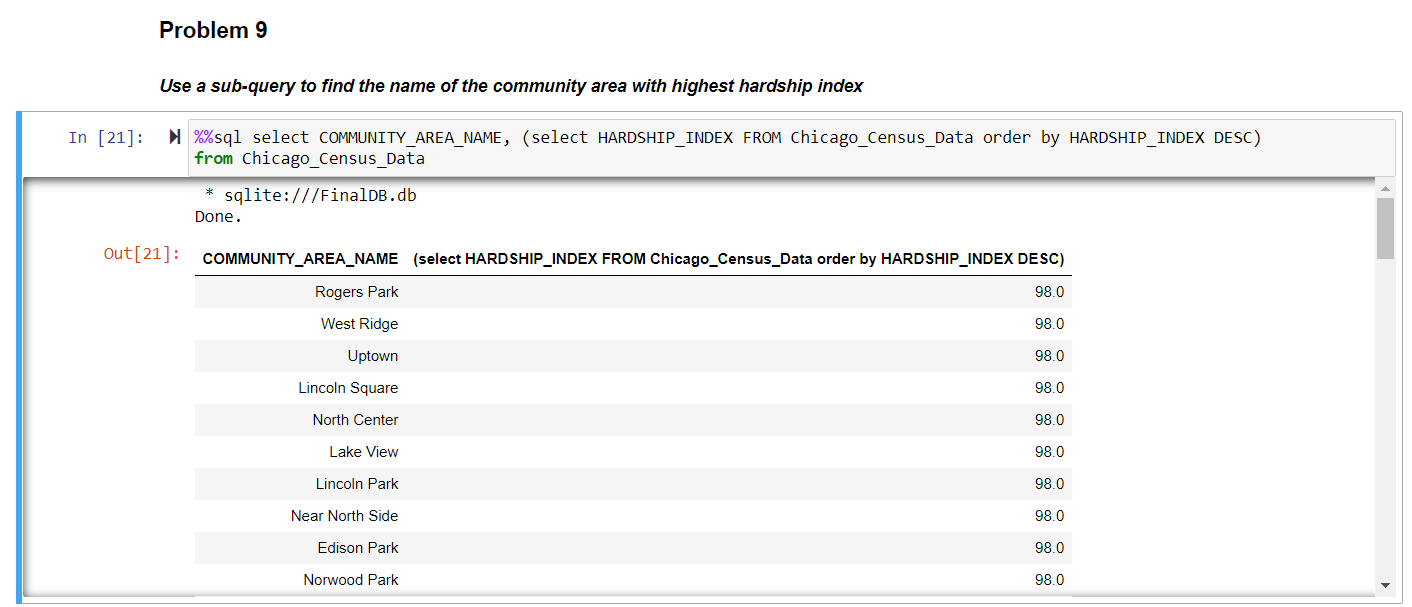 Problem 9
Use a sub-query to find the name of the community area with highest hardship index
In [21]: %%sql select COMMUNITY_AREA_NAME, (select HARDSHIP_INDEX FROM Chicago_Census_Data order by HARDSHIP_INDEX DESC)
from Chicago_Census_Data
* sqlite:///FinalDB.db
Done.
Out[21]:
COMMUNITY_AREA_NAME (select HARDSHIP_INDEX FROM Chicago_Census_Data order by HARDSHIP_INDEX DESC)
Rogers Park 98.0
West Ridge 98.0
Uptown 98.0
Lincoln Square 98.0
North Center 98.0
Lake View 98.0
Lincoln Park 98.0
Near North Side 98.0
Edison Park 98.0
Norwood Park 98.0